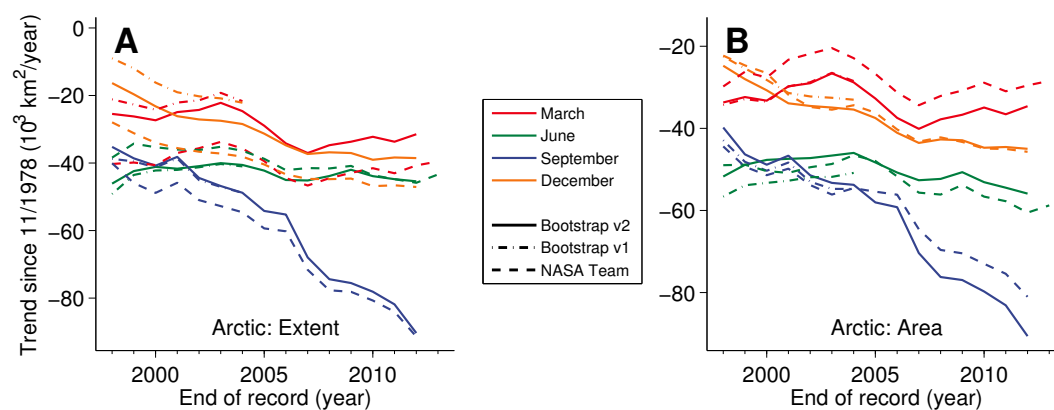 A
B
Trend since 11/1978 (10³ km²/year)
0
−20
−40
−60
−80
2000
2005
2010
End of record (year)
Arctic: Extent
March
June
September
December
Bootstrap v2
Bootstrap v1
NASA Team
−20
−40
−60
−80
2000
2005
2010
End of record (year)
Arctic: Area